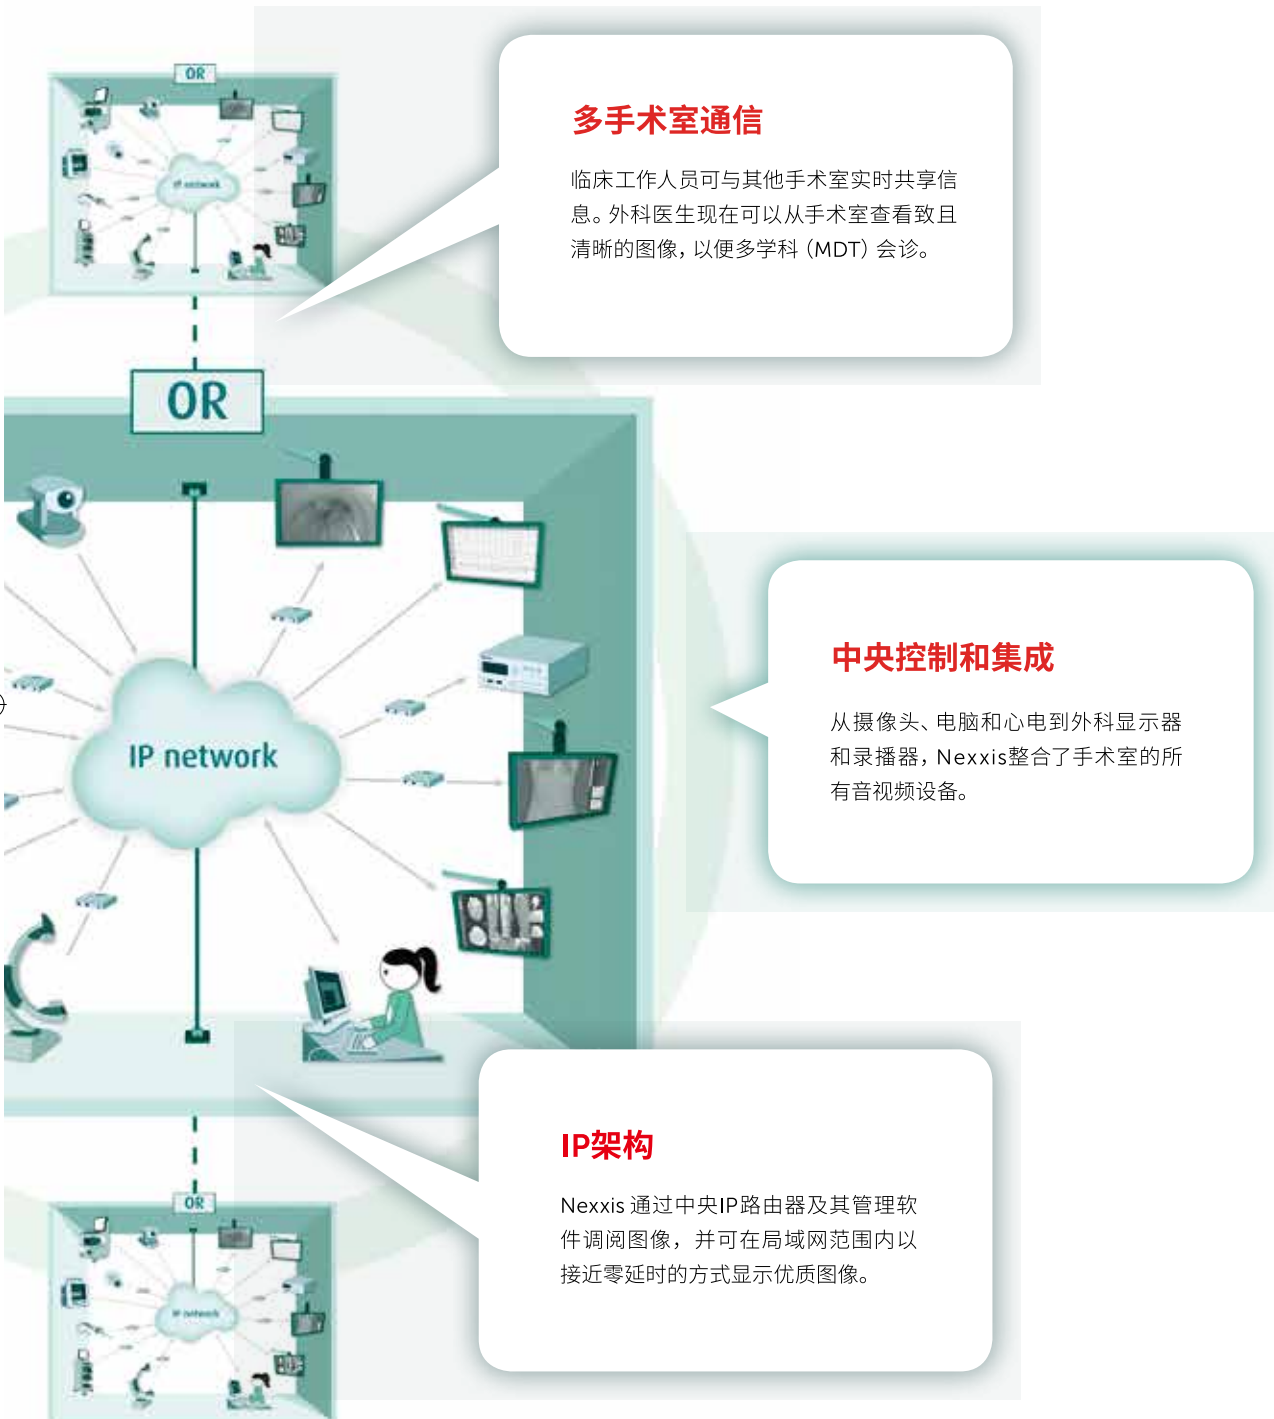 OR
IP network
多手术室通信
临床工作人员可与其他手术室实时共享信
息。外科医生现在可以从手术室查看致且
清晰的图像，以便多学科（MDT）会诊。
OR
IP network
中央控制和集成
从摄像头、电脑和心电到外科显示器
和录播器，Nexxis整合了手术室的所
有音视频设备。
IP架构
Nexxis 通过中央IP路由器及其管理软
件调阅图像，并可在局域网范围内以
接近零延时的方式显示优质图像。
OR
IP network